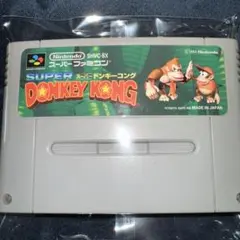 Nintendo SHVC-8X
スーパーファミコン
SUPER スーパードンキーコング
DONKEY KONG
MADE IN JAPAN